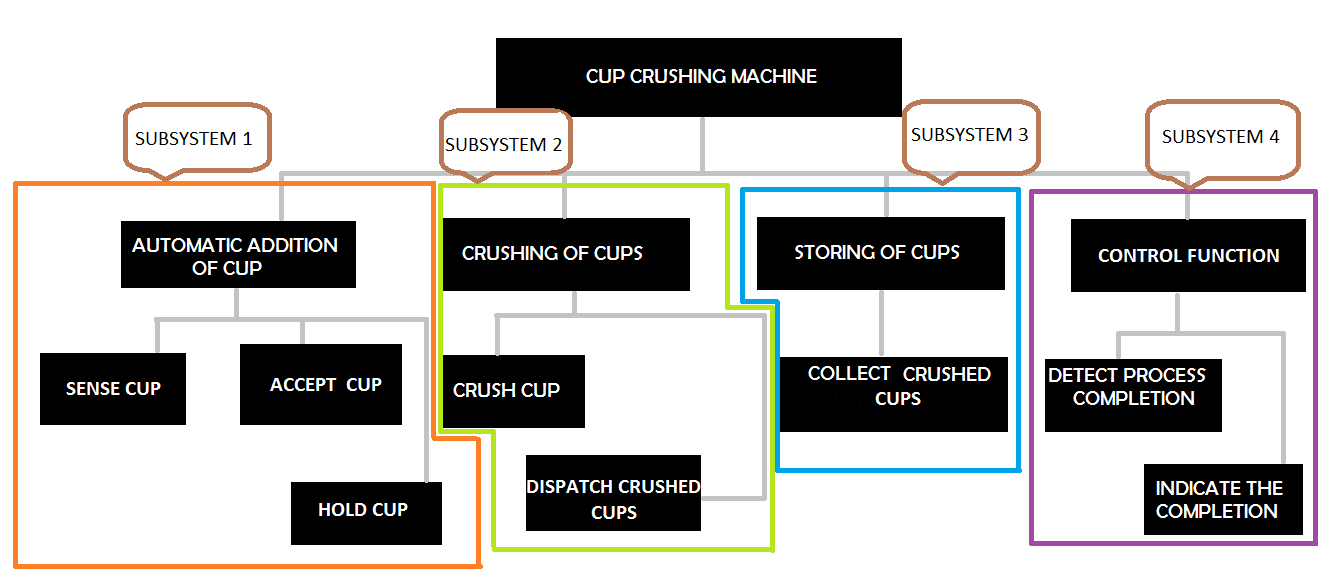 CUP CRUSHING MACHINE
SUBSYSTEM 1
SUBSYSTEM 2
SUBSYSTEM 3
SUBSYSTEM 4
AUTOMATIC ADDITION
OF CUP
CRUSHING OF CUPS
STORING OF CUPS
CONTROL FUNCTION
SENSE CUP
ACCEPT CUP
HOLD CUP
CRUSH CUP
DISPATCH CRUSHED
CUPS
COLLECT CRUSHED
CUPS
DETECT PROCESS
COMPLETION
INDICATE THE
COMPLETION